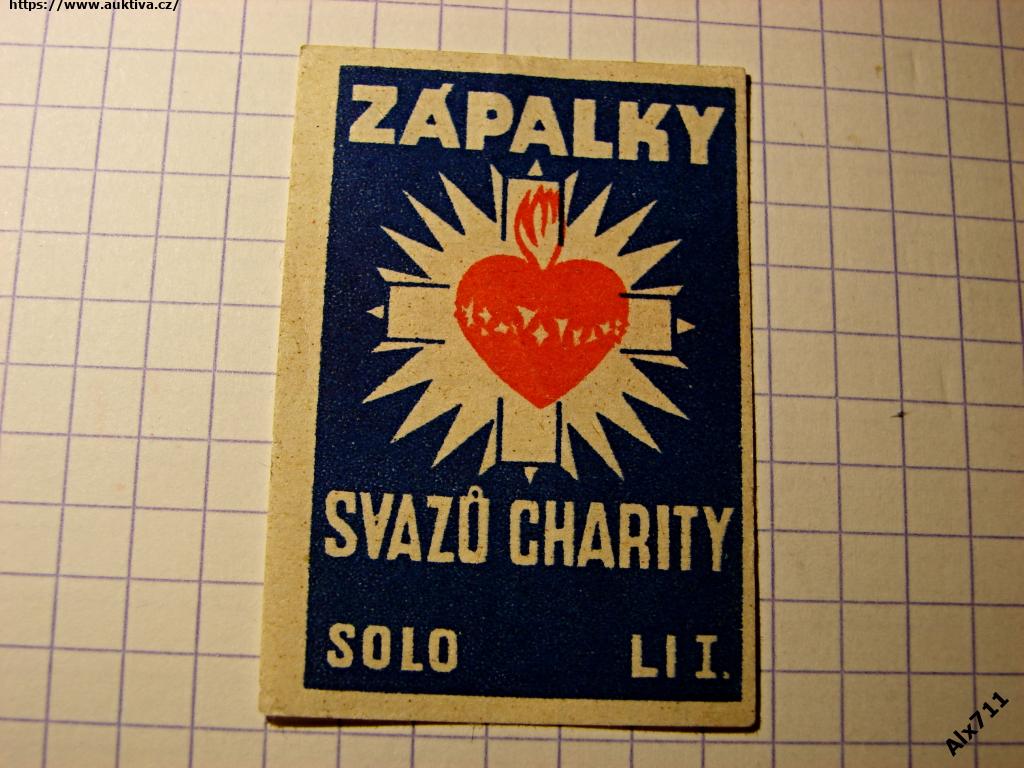 https://www.auktiva.cz/
ZÁPALKY
SVAZŮ CHARITY
SOLO LI I.
Alx711